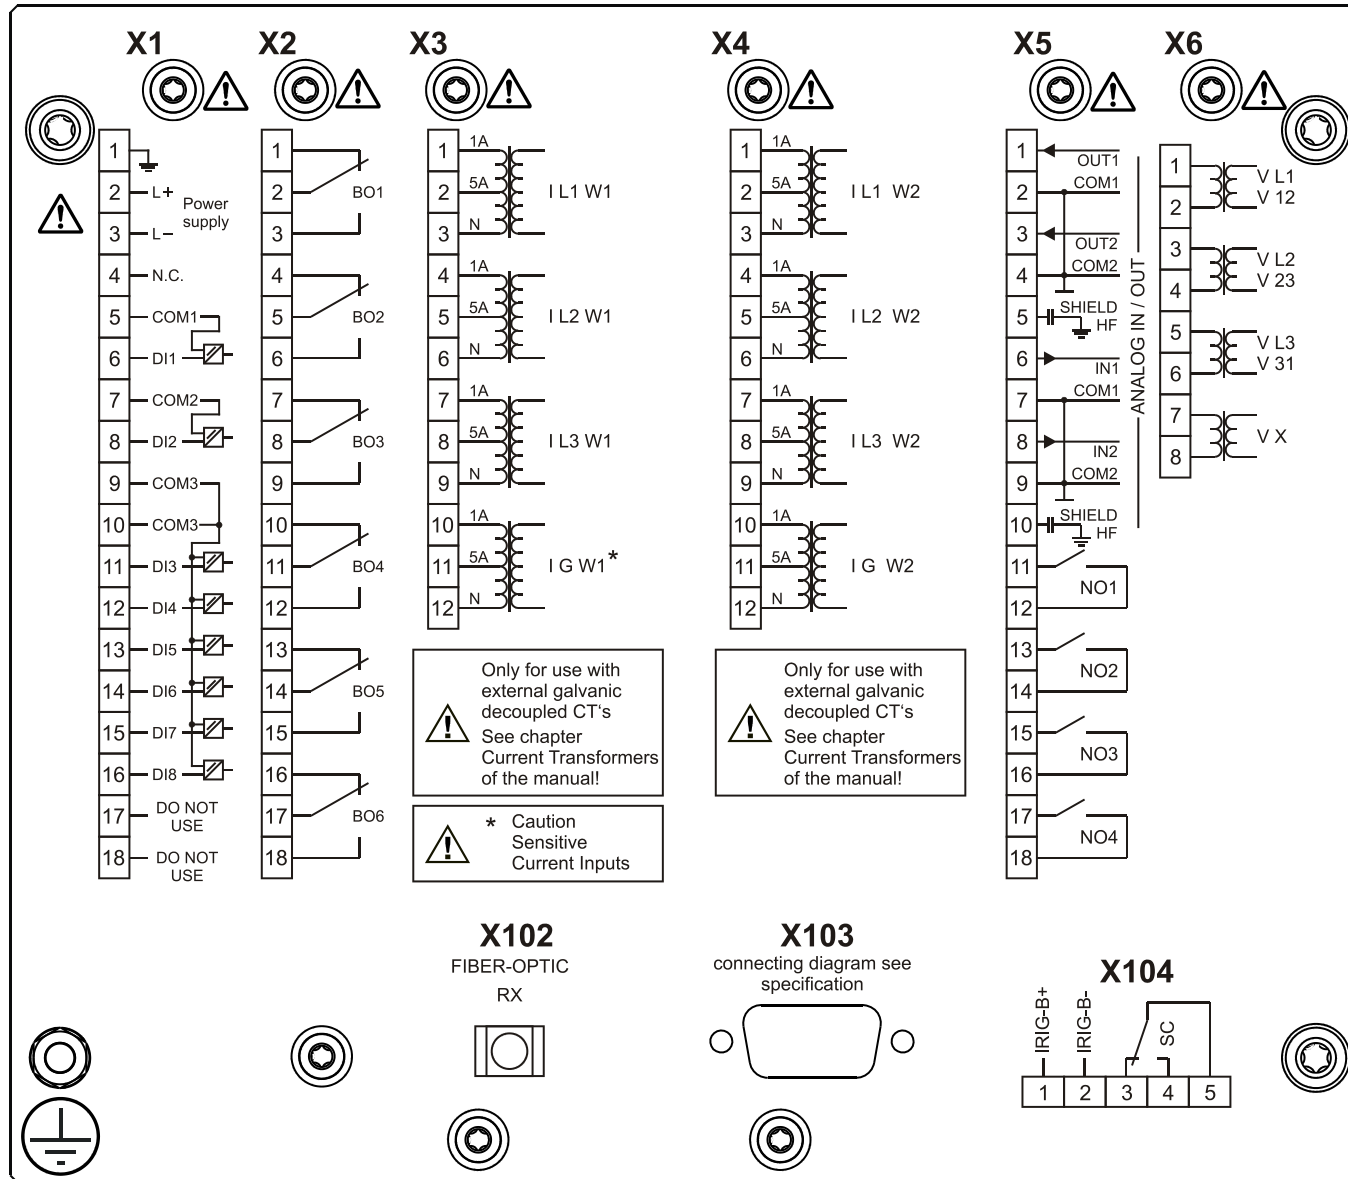 X1
X2
X3
X4
X5
X6
1
2 L+
Power
supply
3 L–
4 N.C.
5 COM1
6 DI1
7 COM2
8 DI2
9 COM3
10 COM3
11 DI3
12 DI4
13 DI5
14 DI6
15 DI7
16 DI8
17 DO NOT
USE
18 DO NOT
USE
1
2 BO1
3
4
5 BO2
6
7
8 BO3
9
10
11 BO4
12
13
14 BO5
15
16
17 BO6
18
1 1A
2 5A I L1 W1
3 N
4 1A
5 5A I L2 W1
6 N
7 1A
8 5A I L3 W1
9 N
10 1A
11 5A I G W1*
12 N
Only for use with
external galvanic
decoupled CT's
See chapter
Current Transformers
of the manual!
* Caution
Sensitive
Current Inputs
1 1A
2 5A I L1 W2
3 N
4 1A
5 5A I L2 W2
6 N
7 1A
8 5A I L3 W2
9 N
10 1A
11 5A I G W2
12 N
Only for use with
external galvanic
decoupled CT's
See chapter
Current Transformers
of the manual!
1 OUT1
2 COM1
3 OUT2
4 COM2
5 SHIELD
HF
6 IN1
7 COM1
8 IN2
9 COM2
10 SHIELD
HF
ANALOG IN / OUT
11
NO1
12
13
NO2
14
15
NO3
16
17
NO4
18
1 V L1
2 V 12
3 V L2
4 V 23
5 V L3
6 V 31
7
V X
8
X102
FIBER-OPTIC
RX
X103
connecting diagram see
specification
X104
IRIG-B+
IRIG-B-
SC
1 2 3 4 5